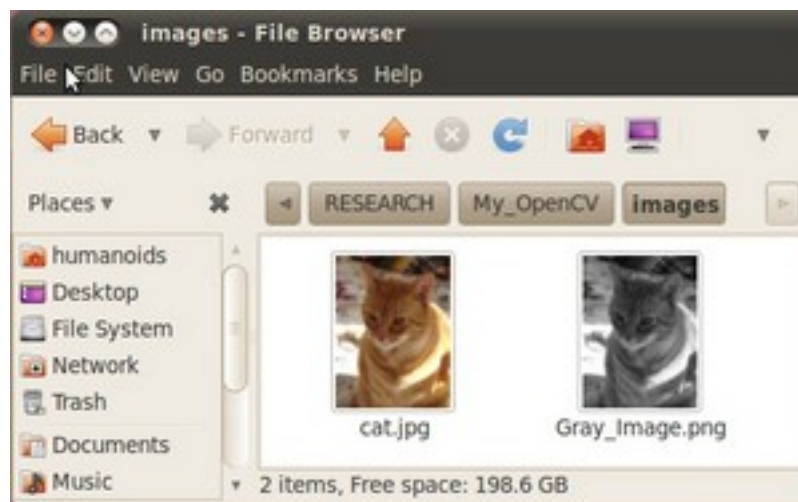 images - File Browser
File Edit View Go Bookmarks Help
Back Forward
Places RESEARCH My_OpenCV images
humanoids
Desktop
File System
Network
Trash
Documents
Music
cat.jpg Gray_Image.png
2 items, Free space: 198.6 GB